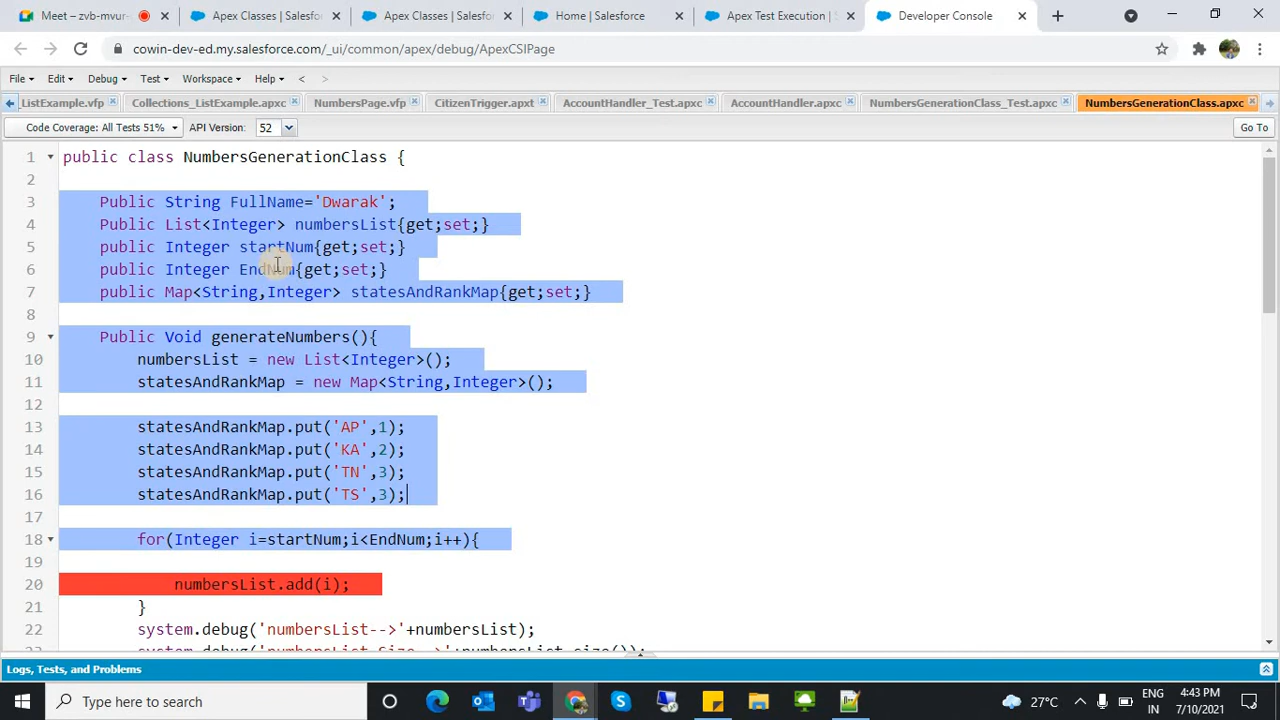 Meet – zvb-mvur-
Apex Classes | Salesfo
Apex Classes | Salesfo
Home | Salesforce
Apex Test Execution | S
Developer Console
cowin-dev-ed.my.salesforce.com/_ui/common/apex/debug/ApexCSIPage
File Edit Debug Test Workspace Help < >
ListExample.vfp Collections_ListExample.apxc NumbersPage.vfp CitizenTrigger.apxt AccountHandler_Test.apxc AccountHandler.apxc NumbersGenerationClass_Test.apxc NumbersGenerationClass.apxc
Code Coverage: All Tests 51% API Version: 52 Go To
1 public class NumbersGenerationClass {
2
3 Public String FullName='Dwarak';
4 Public List<Integer> numbersList{get;set;}
5 public Integer startNum{get;set;}
6 public Integer EndNum{get;set;}
7 public Map<String,Integer> statesAndRankMap{get;set;}
8
9 Public Void generateNumbers(){
10 numbersList = new List<Integer>();
11 statesAndRankMap = new Map<String,Integer>();
12
13 statesAndRankMap.put('AP',1);
14 statesAndRankMap.put('KA',2);
15 statesAndRankMap.put('TN',3);
16 statesAndRankMap.put('TS',3);
17
18 for(Integer i=startNum;i<EndNum;i++){
19
20 numbersList.add(i);
21 }
22 system.debug('numbersList-->'+numbersList);
23 system.debug('numbersList Size-->'+numbersList.size());
Logs, Tests, and Problems
Type here to search
27°C
ENG
IN
4:43 PM
7/10/2021